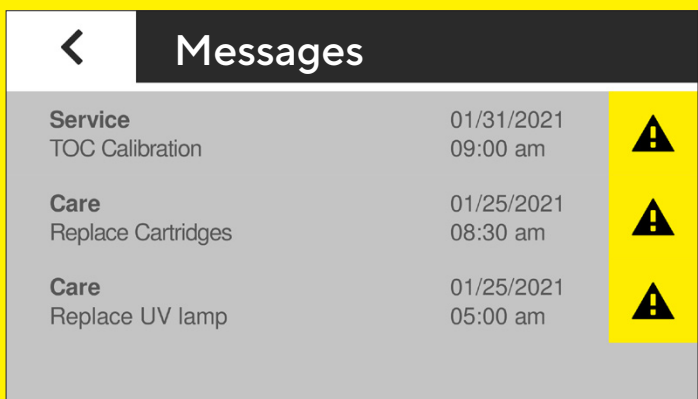 Messages
Service 01/31/2021
TOC Calibration 09:00 am
Care 01/25/2021
Replace Cartridges 08:30 am
Care 01/25/2021
Replace UV lamp 05:00 am